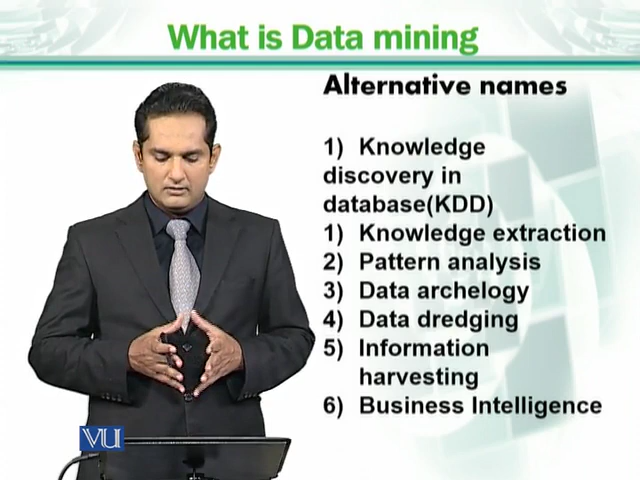 What is Data mining
Alternative names
1) Knowledge
discovery in
database(KDD)
1) Knowledge extraction
2) Pattern analysis
3) Data archelogy
4) Data dredging
5) Information
harvesting
6) Business Intelligence
VU